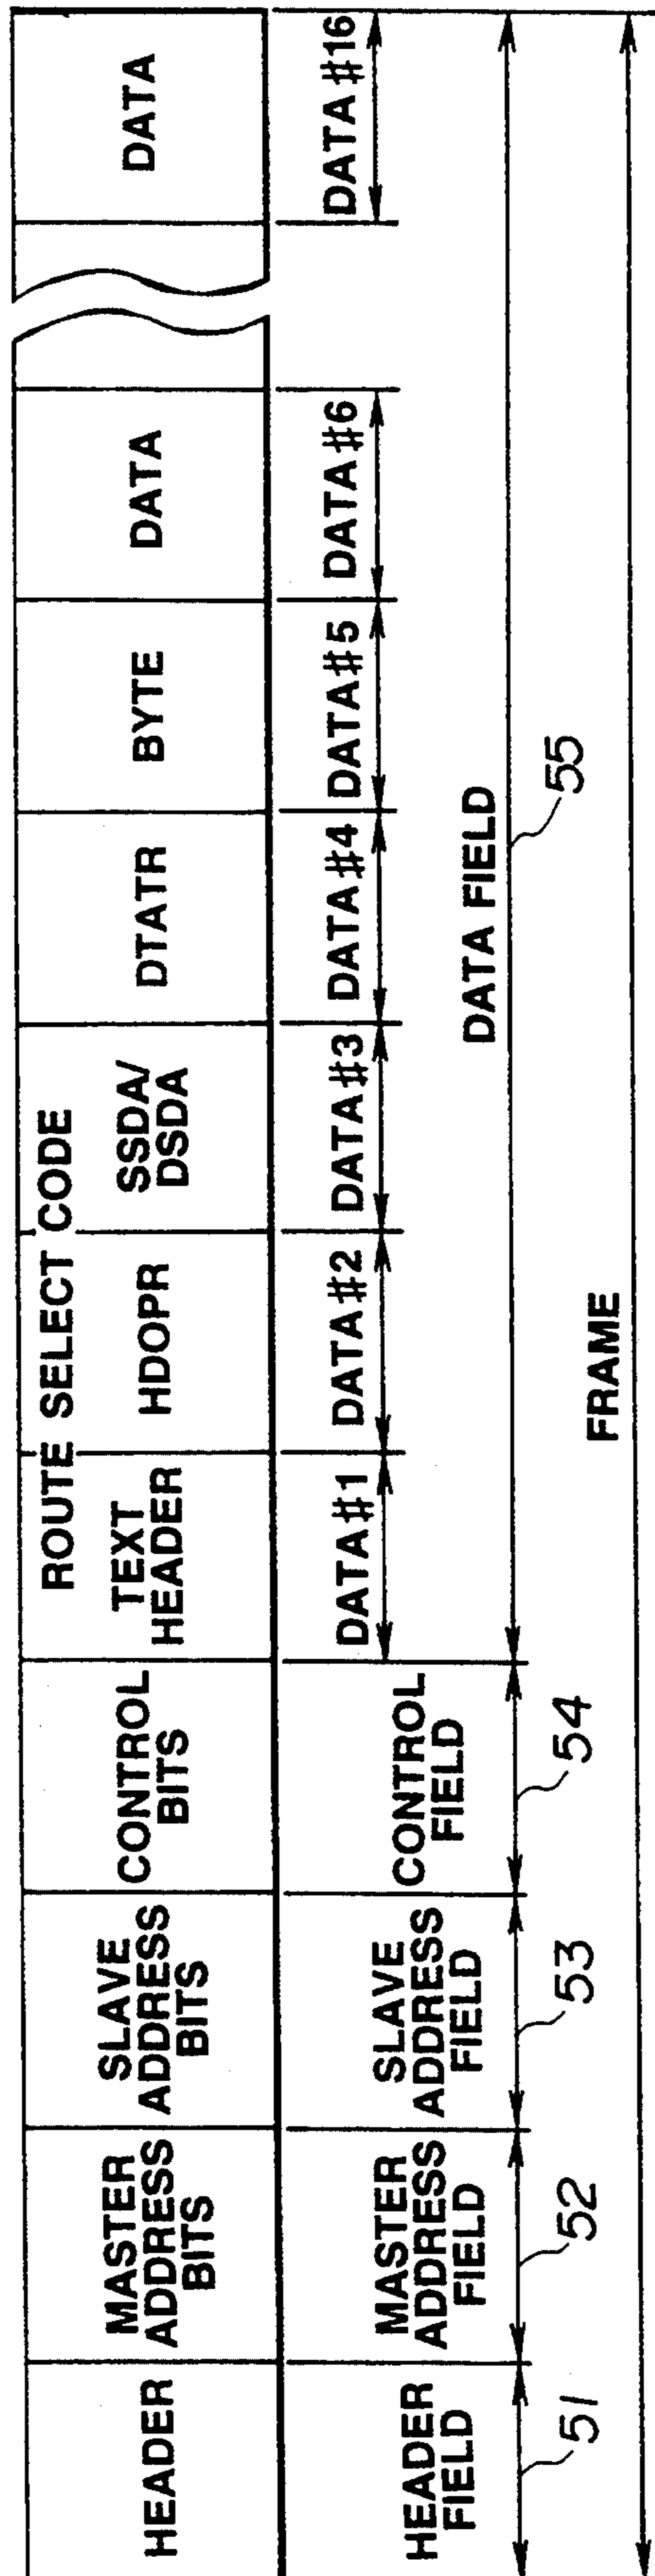 ROUTE SELECT CODE
HEADER
MASTER
ADDRESS
BITS
SLAVE
ADDRESS
BITS
CONTROL
BITS
TEXT
HEADER
HDOPR
SSDA/
DSDA
DTATR
BYTE
DATA
DATA
HEADER
FIELD
MASTER
ADDRESS
FIELD
SLAVE
ADDRESS
FIELD
CONTROL
FIELD
DATA#1
DATA#2
DATA#3
DATA#4
DATA#5
DATA#6
DATA#16
DATA FIELD
51
52
53
54
55
FRAME